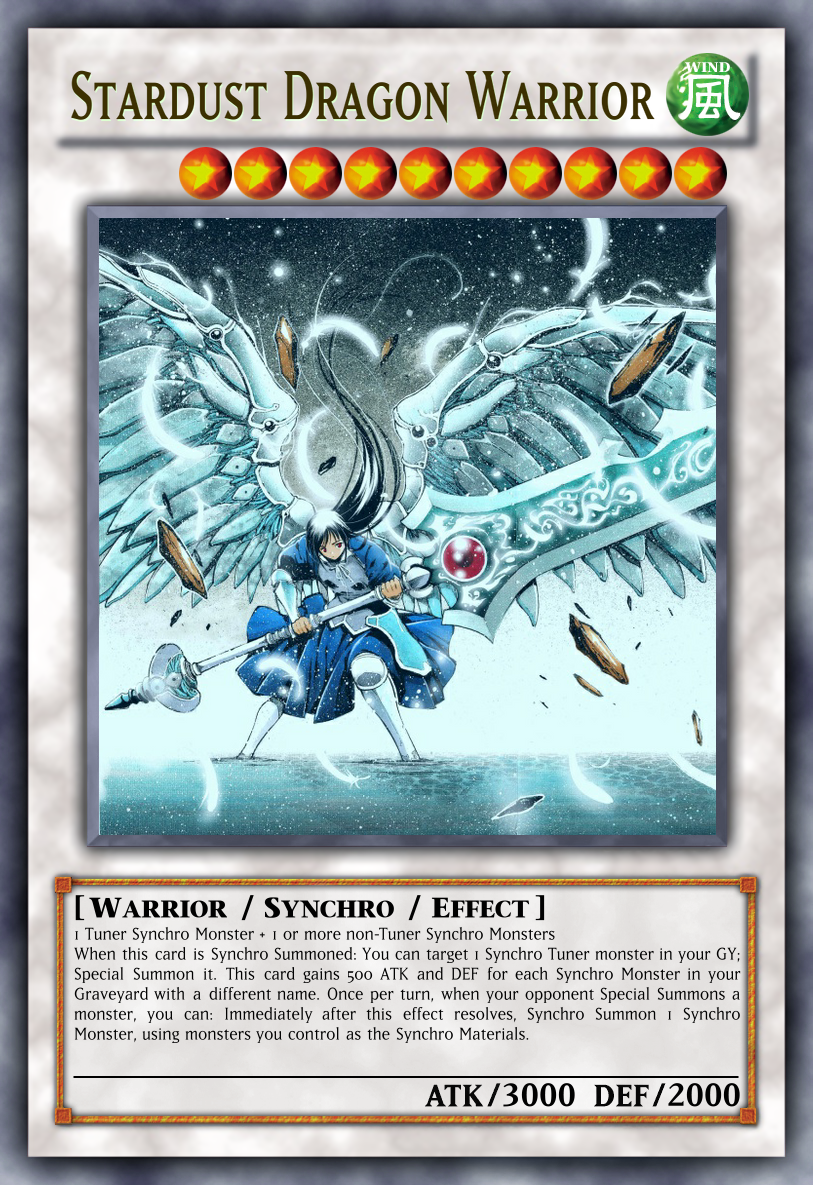 Stardust Dragon Warrior
WIND
風
[ Warrior / Synchro / Effect ]
1 Tuner Synchro Monster + 1 or more non-Tuner Synchro Monsters
When this card is Synchro Summoned: You can target 1 Synchro Tuner monster in your GY;
Special Summon it. This card gains 500 ATK and DEF for each Synchro Monster in your
Graveyard with a different name. Once per turn, when your opponent Special Summons a
monster, you can: Immediately after this effect resolves, Synchro Summon 1 Synchro
Monster, using monsters you control as the Synchro Materials.
ATK/3000 DEF/2000